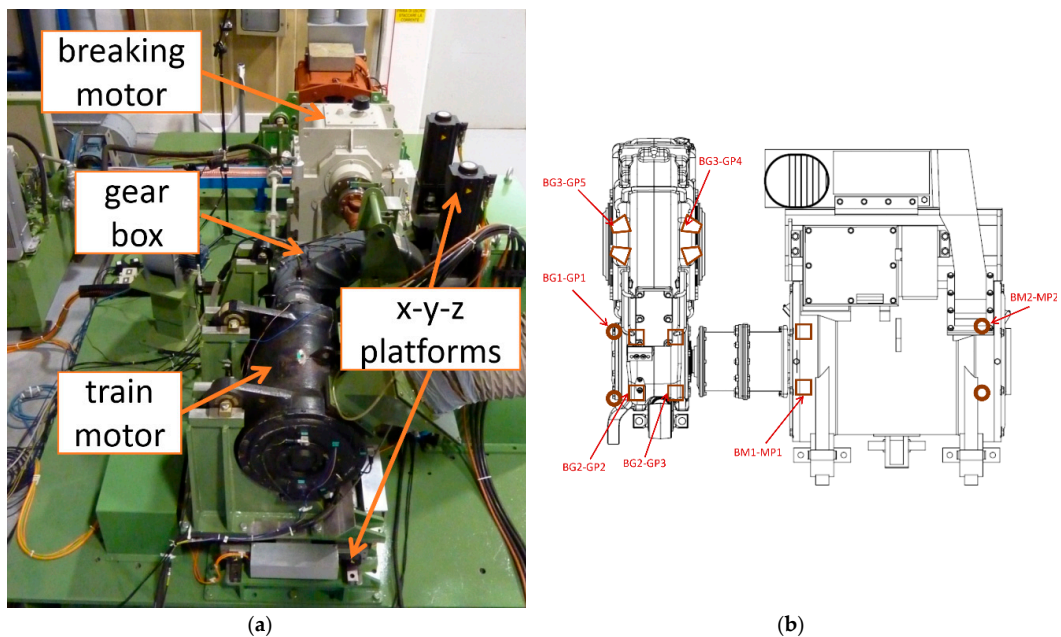 breaking
motor
gear
box
x-y-z
platforms
train
motor
(a)
BG3-GP4
BG3-GP5
BG1-GP1
BM2-MP2
BG2-GP2
BG2-GP3
BM1-MP1
(b)